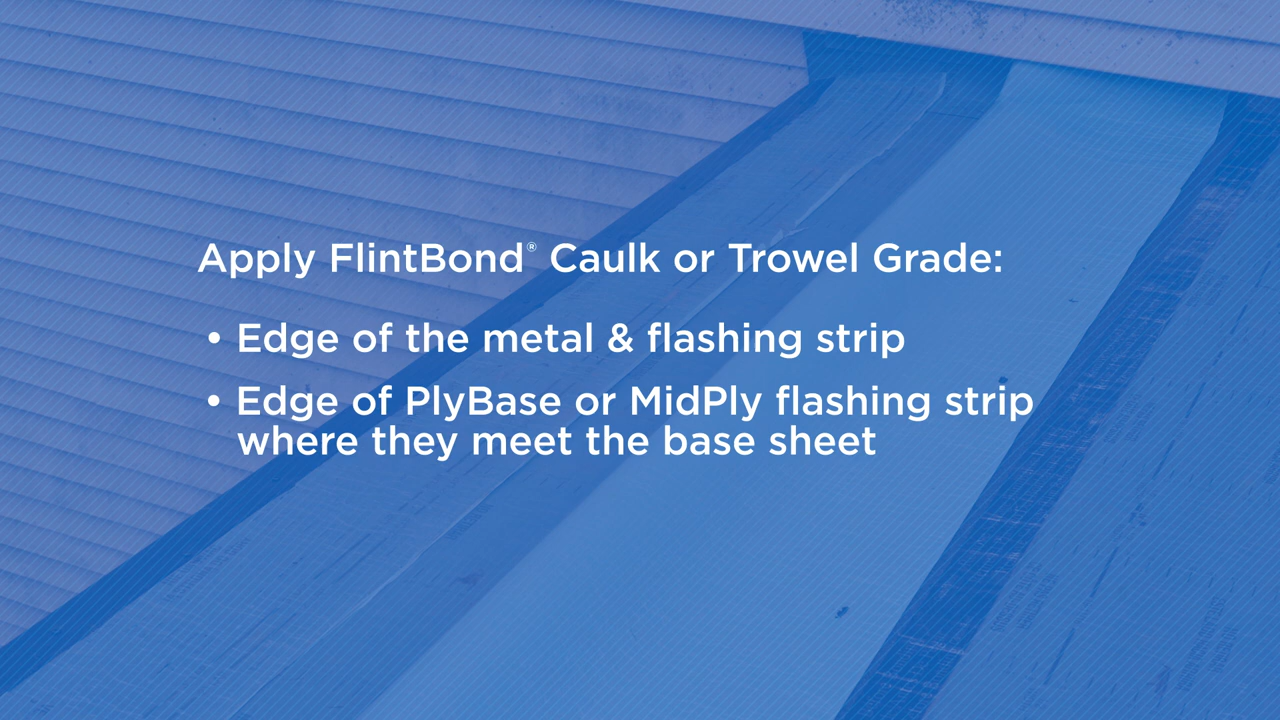 Apply FlintBond® Caulk or Trowel Grade:
• Edge of the metal & flashing strip
• Edge of PlyBase or MidPly flashing strip
where they meet the base sheet